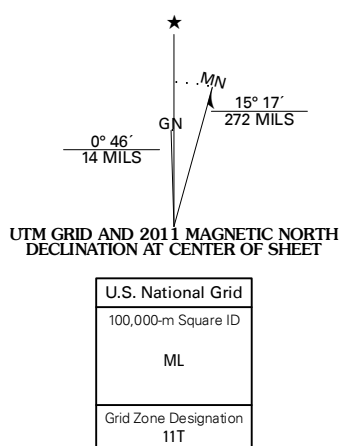 ★
MN
GN
15° 17´
272 MILS
0° 46´
14 MILS
UTM GRID AND 2011 MAGNETIC NORTH
DECLINATION AT CENTER OF SHEET
U.S. National Grid
100,000-m Square ID
ML
Grid Zone Designation
11T